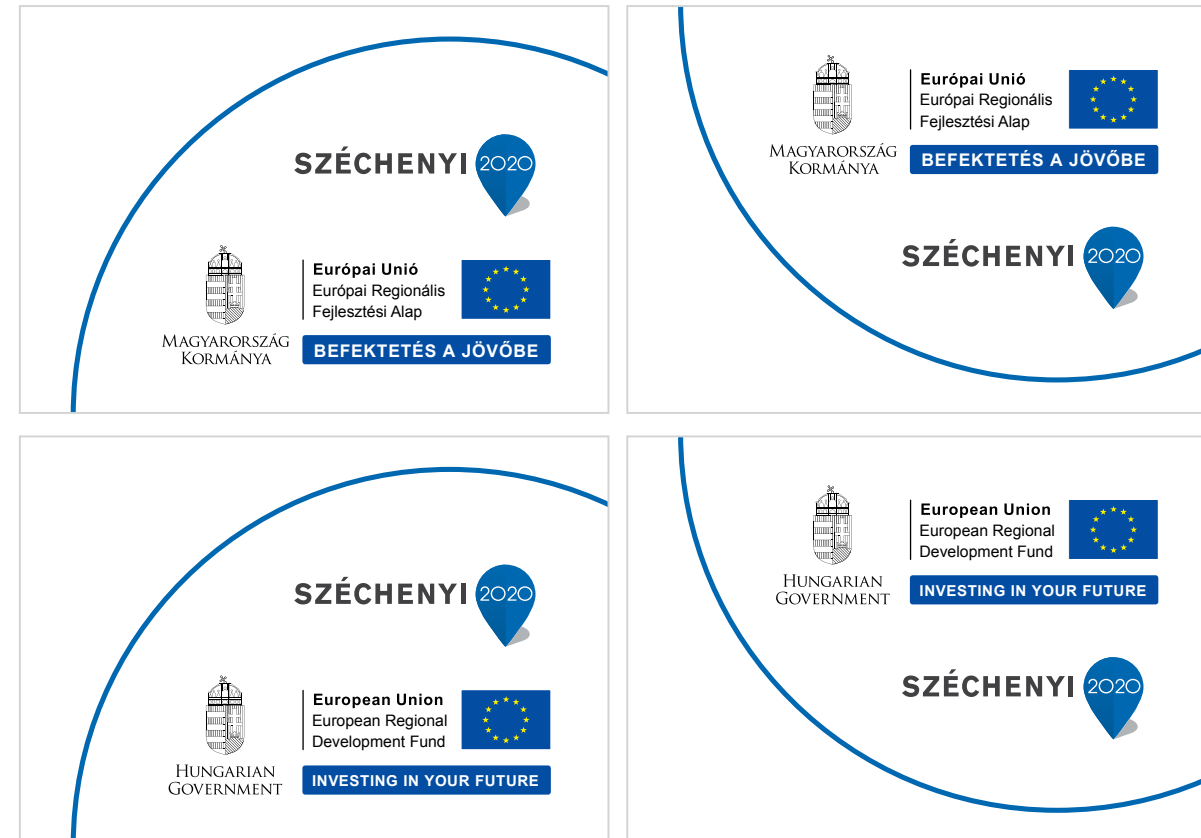 SZÉCHENYI 2020
Európai Unió
Európai Regionális
Fejlesztési Alap
MAGYARORSZÁG
KORMÁNYA
BEFEKTETÉS A JÖVŐBE
Európai Unió
Európai Regionális
Fejlesztési Alap
MAGYARORSZÁG
KORMÁNYA
BEFEKTETÉS A JÖVŐBE
SZÉCHENYI 2020
SZÉCHENYI 2020
European Union
European Regional
Development Fund
HUNGARIAN
GOVERNMENT
INVESTING IN YOUR FUTURE
European Union
European Regional
Development Fund
HUNGARIAN
GOVERNMENT
INVESTING IN YOUR FUTURE
SZÉCHENYI 2020